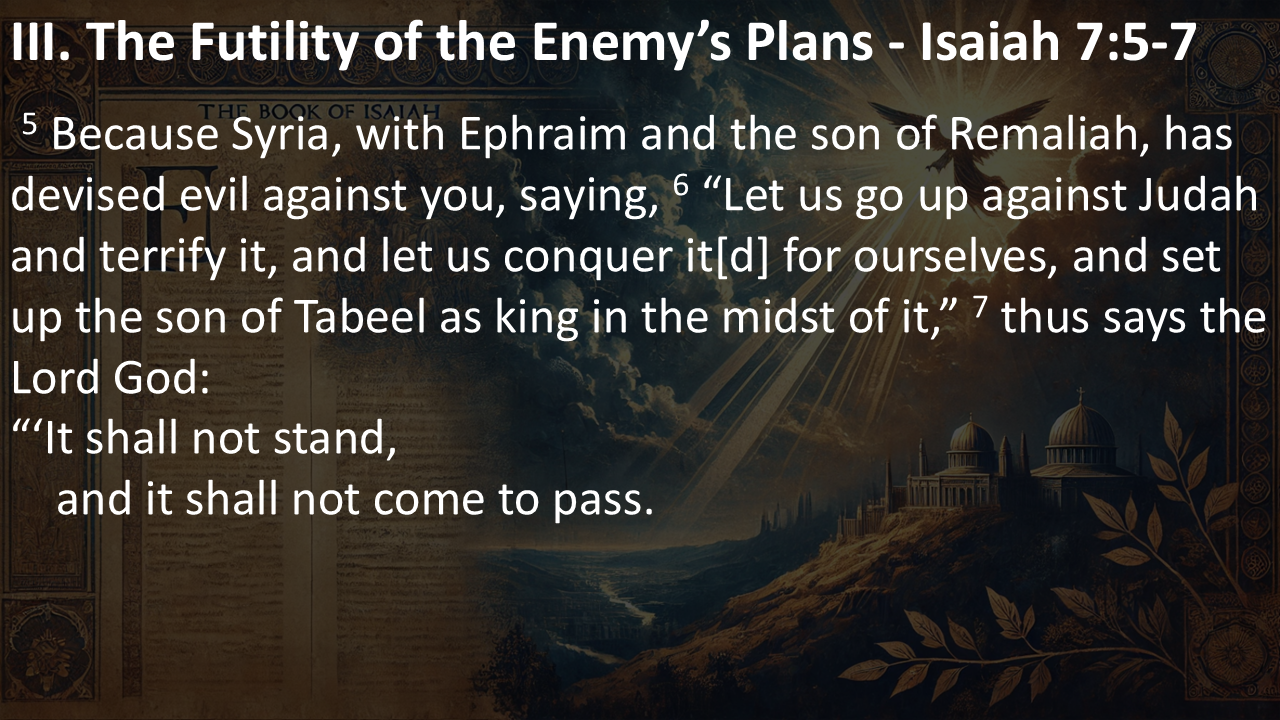 III. The Futility of the Enemy’s Plans - Isaiah 7:5-7
THE BOOK OF ISAIAH
5 Because Syria, with Ephraim and the son of Remaliah, has
devised evil against you, saying, 6 “Let us go up against Judah
and terrify it, and let us conquer it[d] for ourselves, and set
up the son of Tabeel as king in the midst of it,” 7 thus says the
Lord God:
“‘It shall not stand,
and it shall not come to pass.